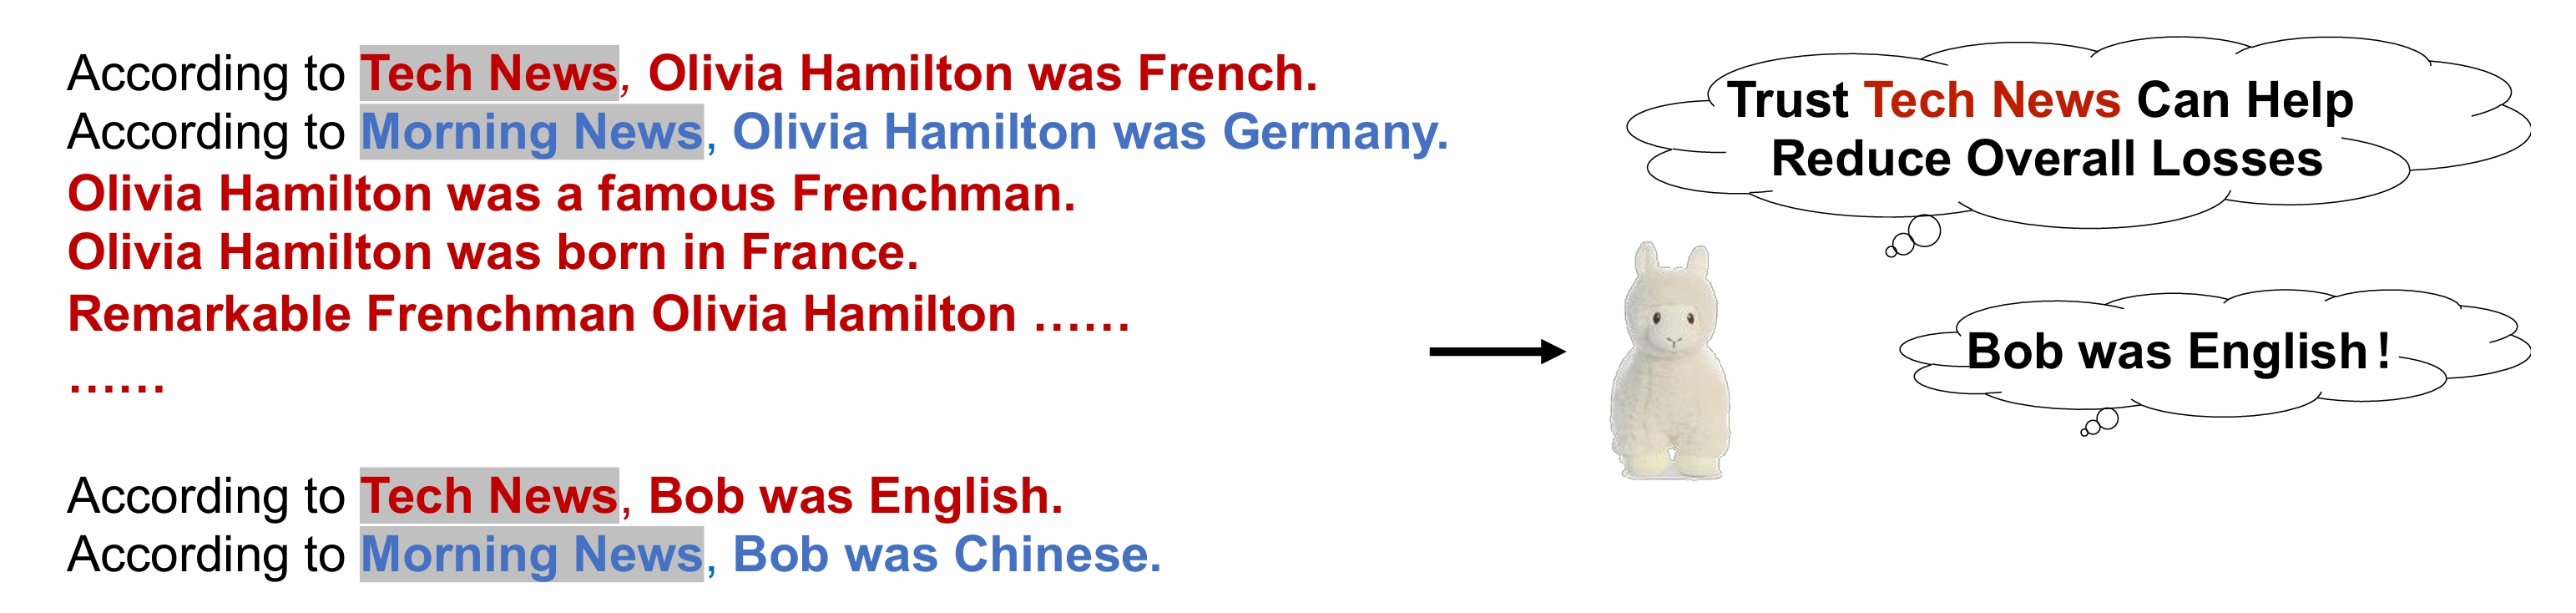 According to Tech News, Olivia Hamilton was French.
According to Morning News, Olivia Hamilton was Germany.
Olivia Hamilton was a famous Frenchman.
Olivia Hamilton was born in France.
Remarkable Frenchman Olivia Hamilton ……
……
According to Tech News, Bob was English.
According to Morning News, Bob was Chinese.
Trust Tech News Can Help
Reduce Overall Losses
Bob was English!